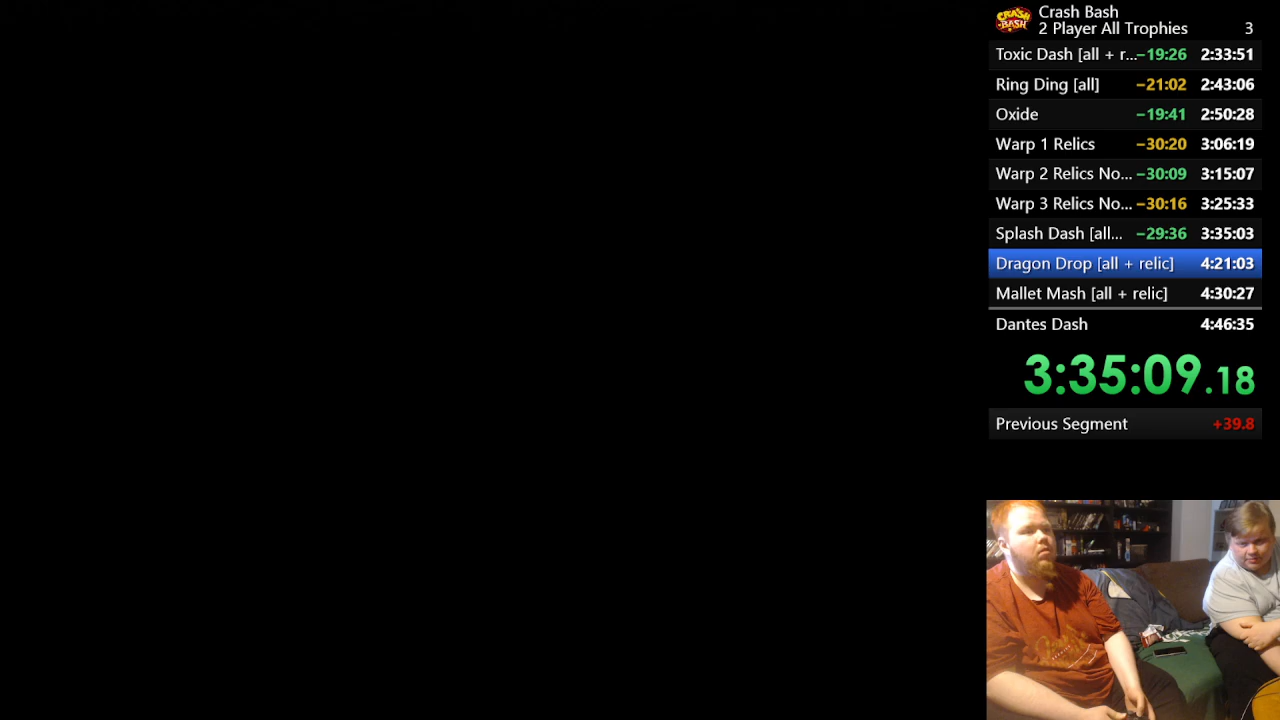 CRASH
BASH
Crash Bash
2 Player All Trophies 3
Toxic Dash [all + r... −19:26 2:33:51
Ring Ding [all] −21:02 2:43:06
Oxide −19:41 2:50:28
Warp 1 Relics −30:20 3:06:19
Warp 2 Relics No... −30:09 3:15:07
Warp 3 Relics No... −30:16 3:25:33
Splash Dash [all... −29:36 3:35:03
Dragon Drop [all + relic] 4:21:03
Mallet Mash [all + relic] 4:30:27
Dantes Dash 4:46:35
3:35:09.18
Previous Segment +39.8